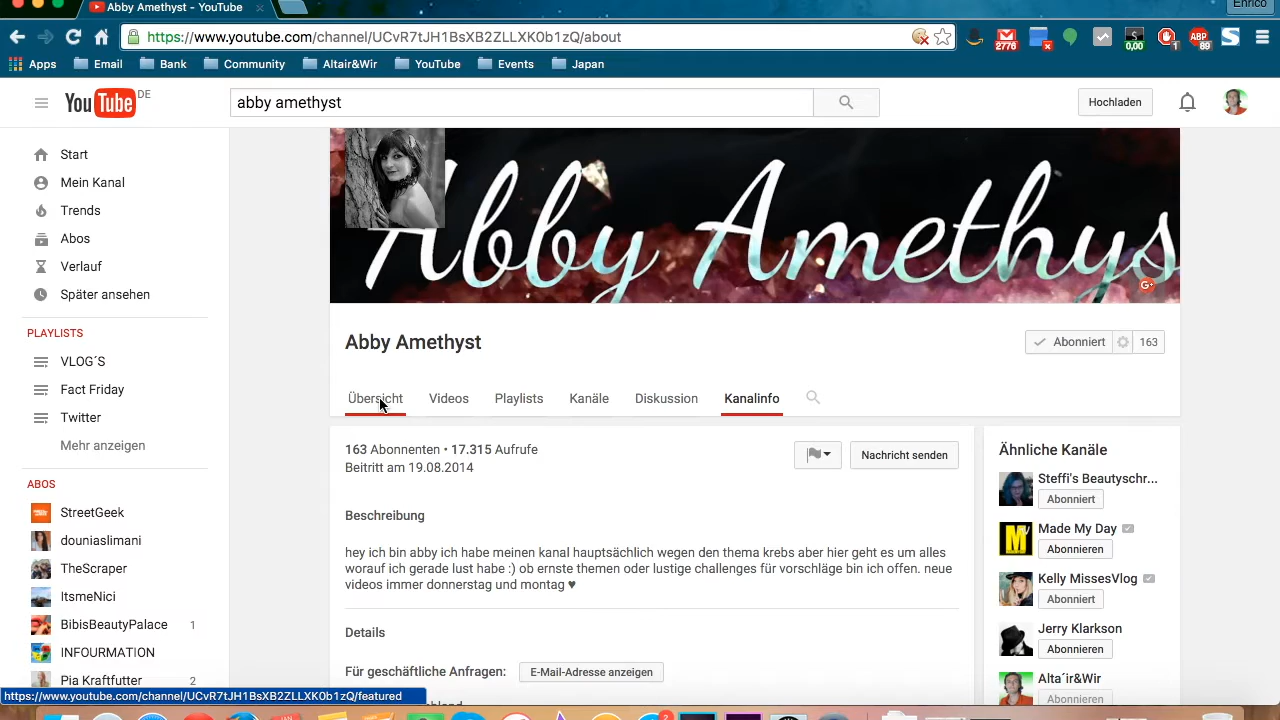 Abby Amethyst - YouTube
Enrico
https://www.youtube.com/channel/UCvR7tJH1BsXB2ZLLXK0b1zQ/about
2776
0,00
1
ABP
89
Apps
Email
Bank
Community
Altair&Wir
YouTube
Events
Japan
YouTube DE
abby amethyst
Hochladen
Start
Mein Kanal
Trends
Abos
Verlauf
Später ansehen
PLAYLISTS
VLOG´S
Fact Friday
Twitter
Mehr anzeigen
ABOS
StreetGeek
douniaslimani
TheScraper
ItsmeNici
BibisBeautyPalace 1
INFOURMATION
Pia Kraftfutter 2
https://www.youtube.com/channel/UCvR7tJH1BsXB2ZLLXK0b1zQ/featured
Abby Amethys
G+
Abby Amethyst
Abonniert 163
Übersicht
Videos
Playlists
Kanäle
Diskussion
Kanalinfo
163 Abonnenten • 17.315 Aufrufe
Beitritt am 19.08.2014
Nachricht senden
Beschreibung
hey ich bin abby ich habe meinen kanal hauptsächlich wegen den thema krebs aber hier geht es um alles
worauf ich gerade lust habe :) ob ernste themen oder lustige challenges für vorschläge bin ich offen. neue
videos immer donnerstag und montag ♥
Details
Für geschäftliche Anfragen: E-Mail-Adresse anzeigen
Ähnliche Kanäle
Steffi's Beautyschr...
Abonniert
Made My Day
Abonnieren
Kelly MissesVlog
Abonniert
Jerry Klarkson
Abonnieren
Alta´ir&Wir
Abonnieren